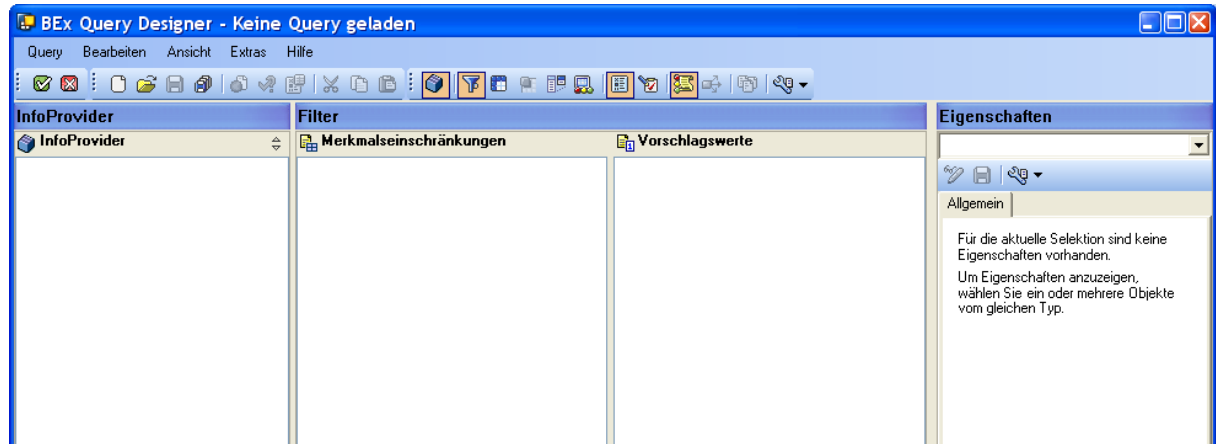 BEx Query Designer - Keine Query geladen
Query Bearbeiten Ansicht Extras Hilfe
InfoProvider
Filter
Eigenschaften
InfoProvider
Merkmalseinschränkungen
Vorschlagswerte
Allgemein
Für die aktuelle Selektion sind keine
Eigenschaften vorhanden.
Um Eigenschaften anzuzeigen,
wählen Sie ein oder mehrere Objekte
vom gleichen Typ.